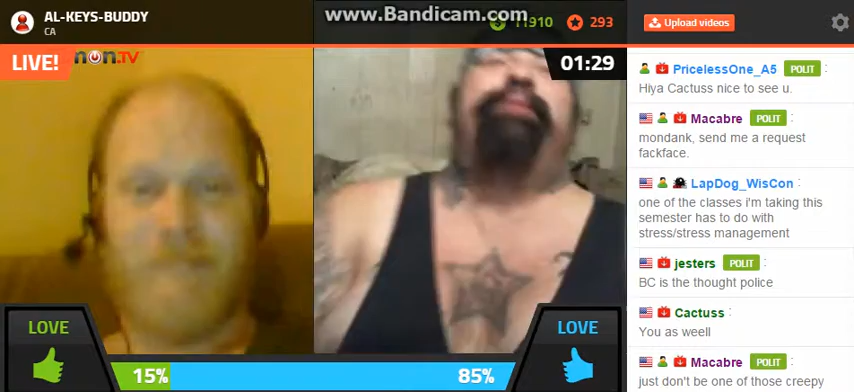 AL-KEYS-BUDDY
CA
www.Bandicam.com
11910
293
Upload videos
LIVE!
non.TV
01:29
LOVE
15%
85%
LOVE
PricelessOne_A5 POLIT :
Hiya Cactuss nice to see u.
Macabre POLIT :
mondank, send me a request
fackface.
LapDog_WisCon :
one of the classes i'm taking this
semester has to do with
stress/stress management
jesters POLIT :
BC is the thought police
Cactuss :
You as weell
Macabre POLIT :
just don't be one of those creepy